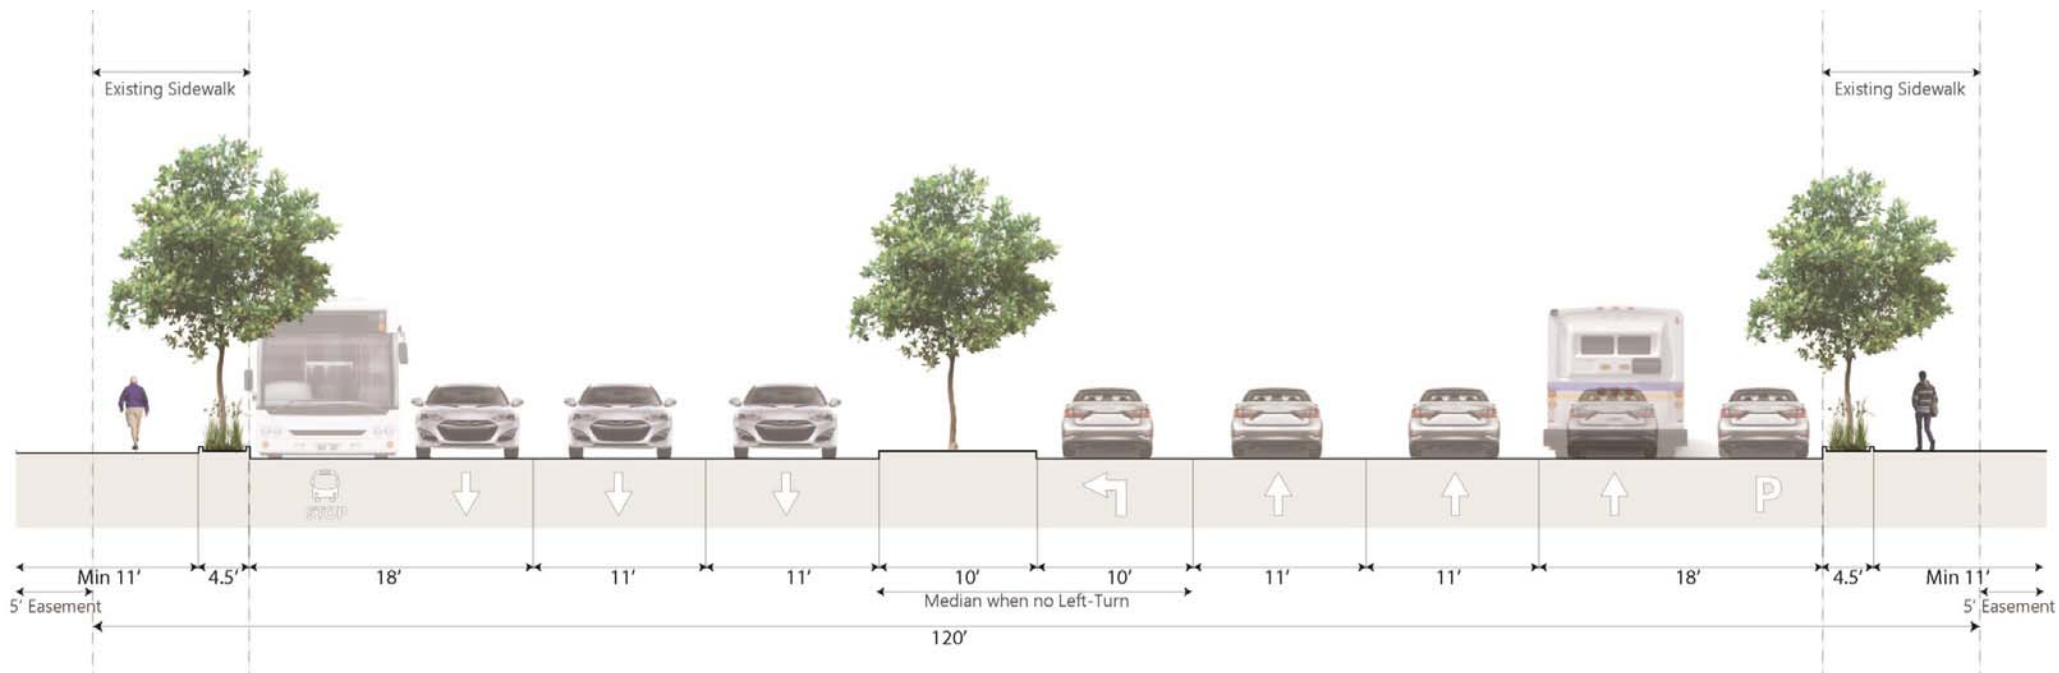 Existing Sidewalk
Existing Sidewalk
STOP
P
Min 11’
4.5’
18’
11’
11’
10’
10’
11’
11’
18’
4.5’
Min 11’
5’ Easement
Median when no Left-Turn
5’ Easement
120’